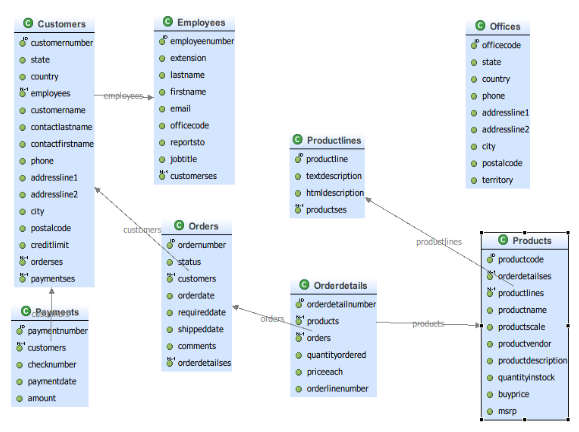 Customers
customernumber
state
country
employees
customername
contactlastname
contactfirstname
phone
addressline1
addressline2
city
postalcode
creditlimit
orderses
paymentses
Employees
employeenumber
extension
lastname
firstname
email
officecode
reportsto
jobtitle
customerses
employees
Offices
officecode
state
country
phone
addressline1
addressline2
city
postalcode
territory
Productlines
productline
textdescription
htmldescription
productses
productlines
Orders
ordernumber
status
customers
orderdate
requireddate
shippeddate
comments
orderdetailses
customers
Products
productcode
orderdetailses
productlines
productname
productscale
productvendor
productdescription
quantityinstock
buyprice
msrp
Orderdetails
orderdetailnumber
products
orders
quantityordered
priceeach
orderlinenumber
orders
products
Payments
paymentnumber
customers
checknumber
paymentdate
amount
customers